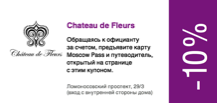 Chateau de Fleurs
Chateau de Fleurs
Обращаясь к официанту
за счетом, предъявите карту
Moscow Pass и путеводитель,
открытый на странице
с этим купоном.
Ломоносовский проспект, 29/3
(вход с внутренней стороны дома)
-10%